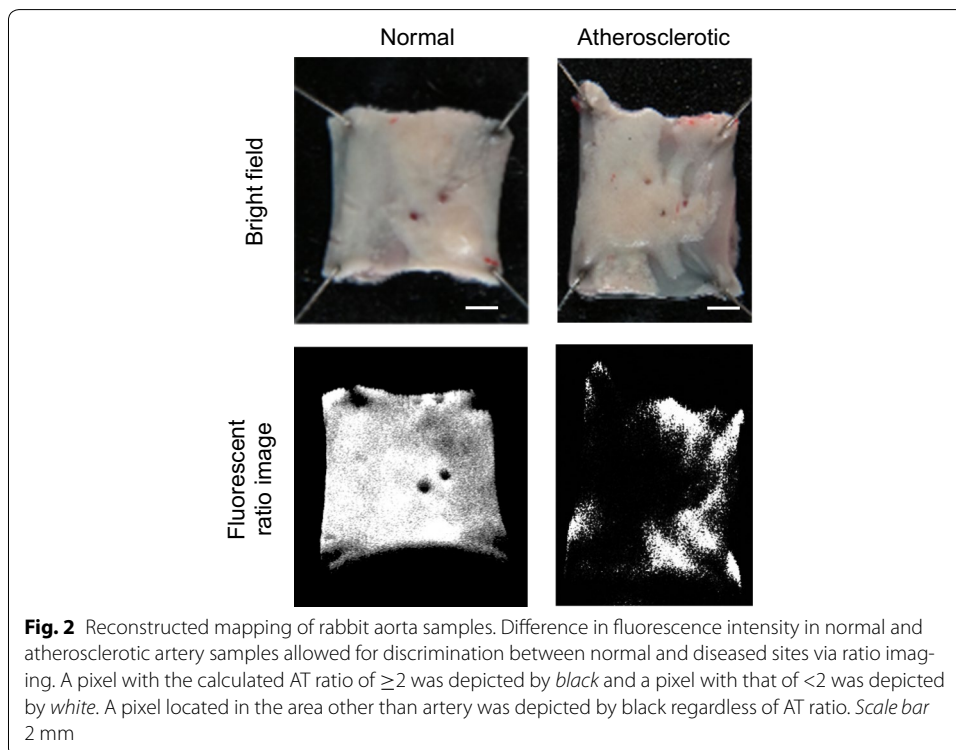 Normal
Atherosclerotic
Bright field
Fluorescent
ratio image
Fig. 2 Reconstructed mapping of rabbit aorta samples. Difference in fluorescence intensity in normal and
atherosclerotic artery samples allowed for discrimination between normal and diseased sites via ratio imag-
ing. A pixel with the calculated AT ratio of ≥2 was depicted by black and a pixel with that of <2 was depicted
by white. A pixel located in the area other than artery was depicted by black regardless of AT ratio. Scale bar
2 mm